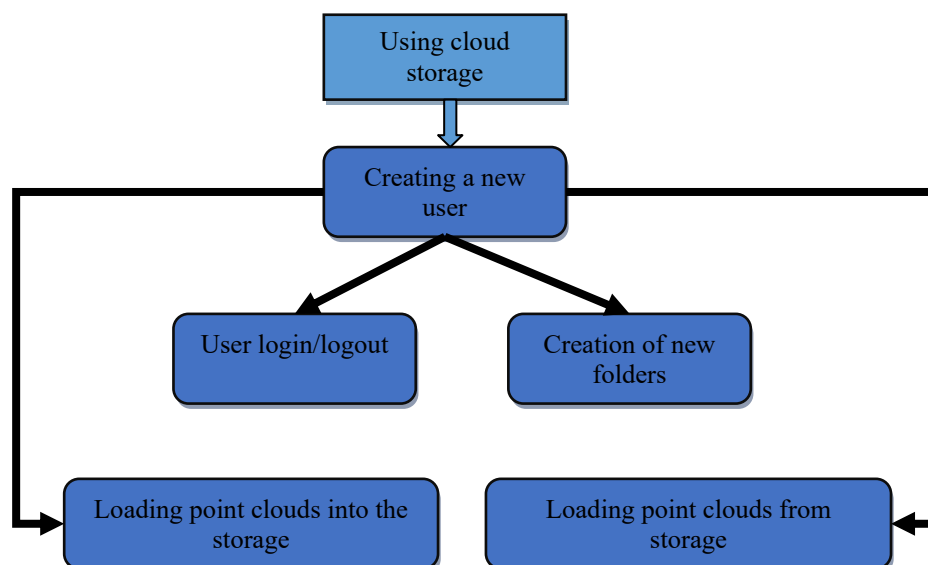 Using cloud
storage
Creating a new
user
User login/logout
Creation of new
folders
Loading point clouds into the
storage
Loading point clouds from
storage